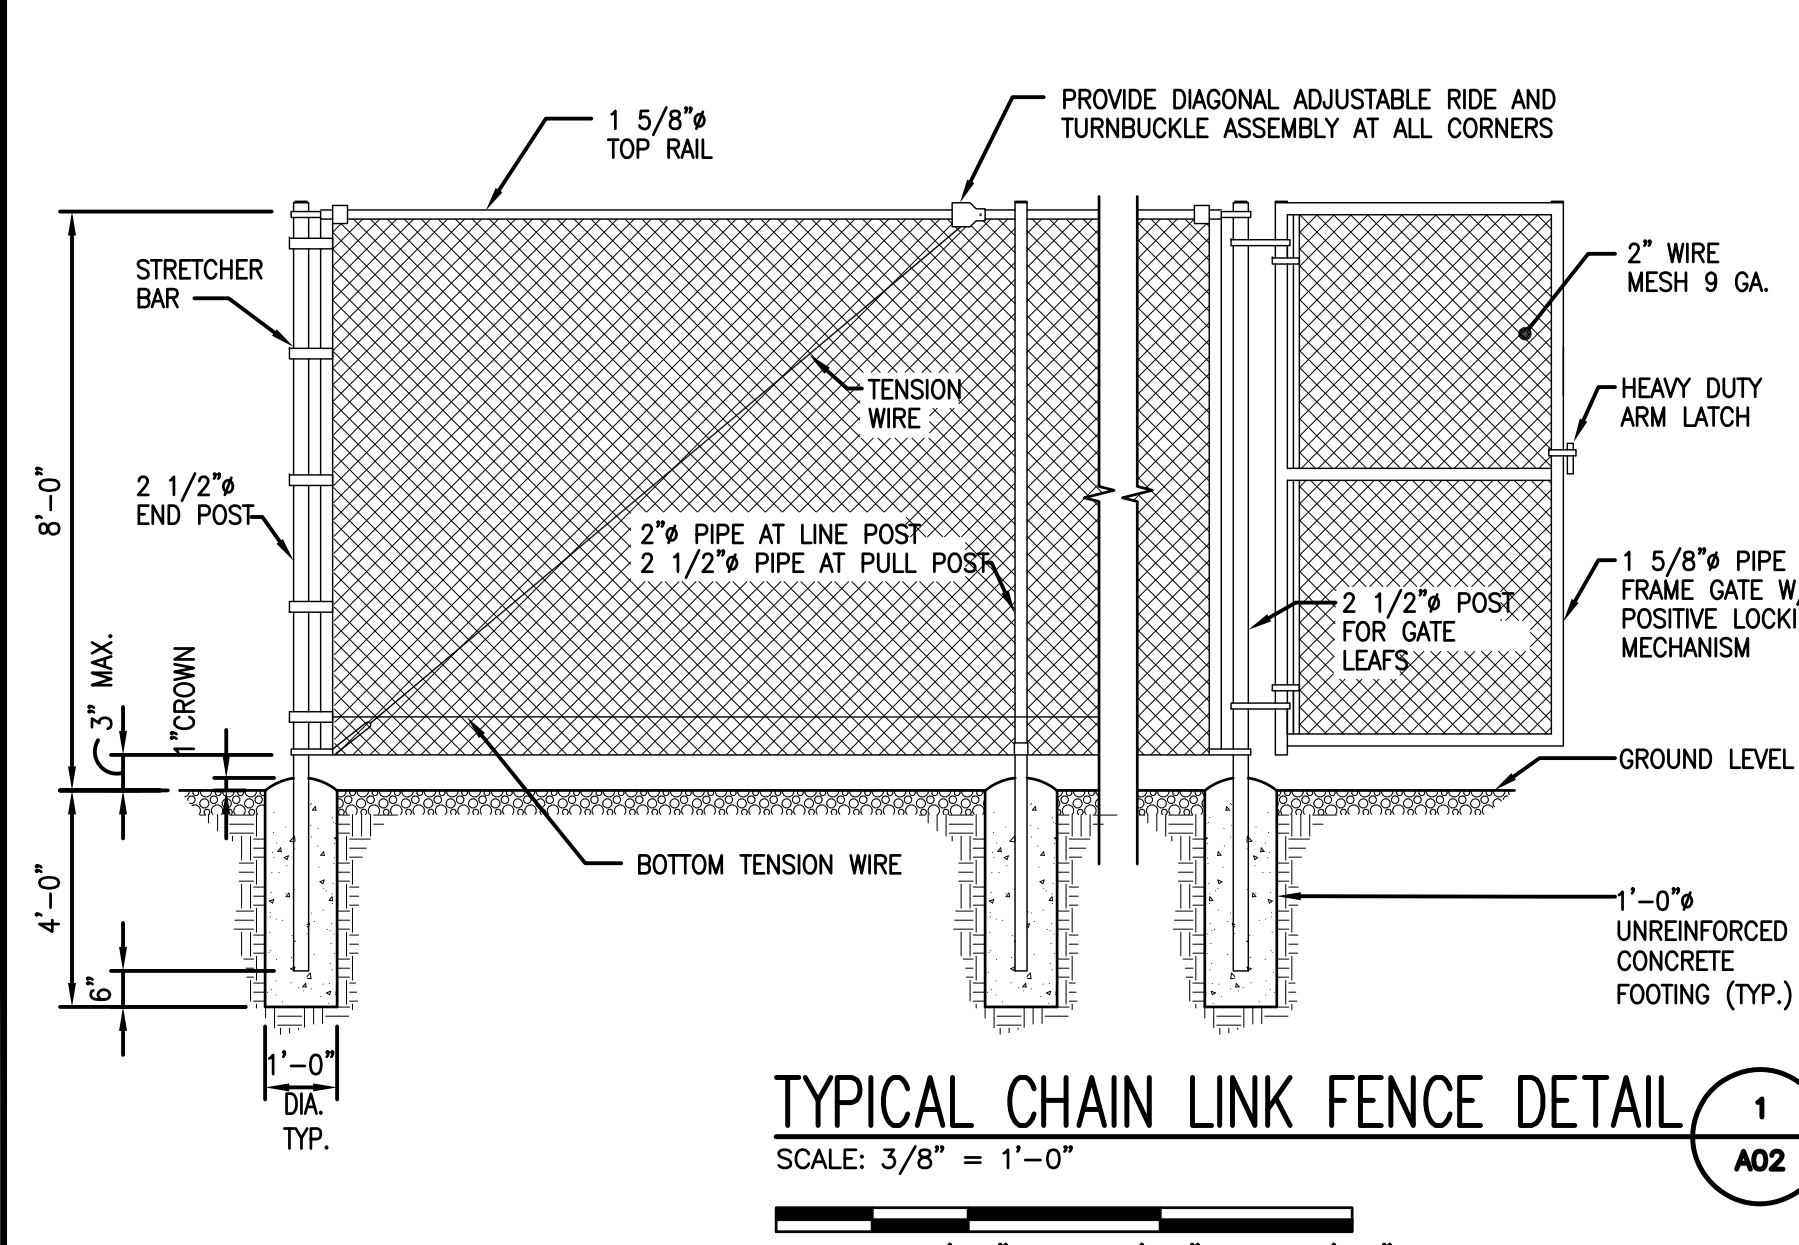 PROVIDE DIAGONAL ADJUSTABLE RIDE AND
TURNBUCKLE ASSEMBLY AT ALL CORNERS
1 5/8"ø
TOP RAIL
STRETCHER
BAR
2" WIRE
MESH 9 GA.
TENSION
WIRE
HEAVY DUTY
ARM LATCH
8'-0"
2 1/2"ø
END POST
2"ø PIPE AT LINE POST
2 1/2"ø PIPE AT PULL POST
1 5/8"ø PIPE
FRAME GATE W/
POSITIVE LOCKI
MECHANISM
2 1/2"ø POST
FOR GATE
LEAFS
3" MAX.
1"CROWN
GROUND LEVEL
BOTTOM TENSION WIRE
4'-0"
6"
1'-0"ø
UNREINFORCED
CONCRETE
FOOTING (TYP.)
1'-0"
DIA.
TYP.
TYPICAL CHAIN LINK FENCE DETAIL
1
A02
SCALE: 3/8" = 1'-0"